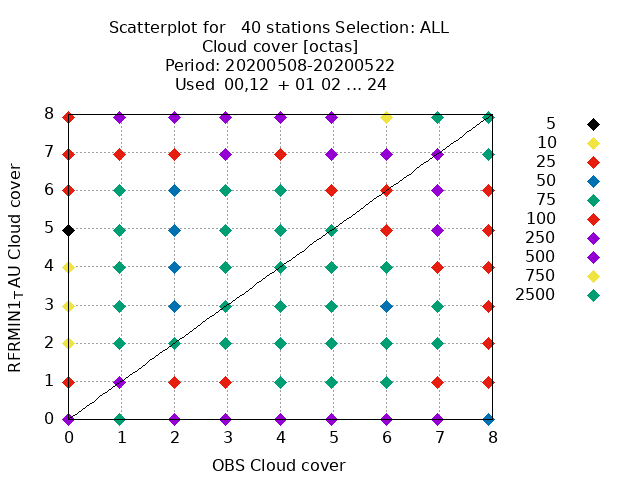 Scatterplot for   40 stations Selection: ALL
Cloud cover [octas]
Period: 20200508-20200522
Used  00,12  + 01 02 ... 24
8
7
6
5
4
3
2
1
0
RFRMIN1_TAU Cloud cover
0 1 2 3 4 5 6 7 8
OBS Cloud cover
5
10
25
50
75
100
250
500
750
2500